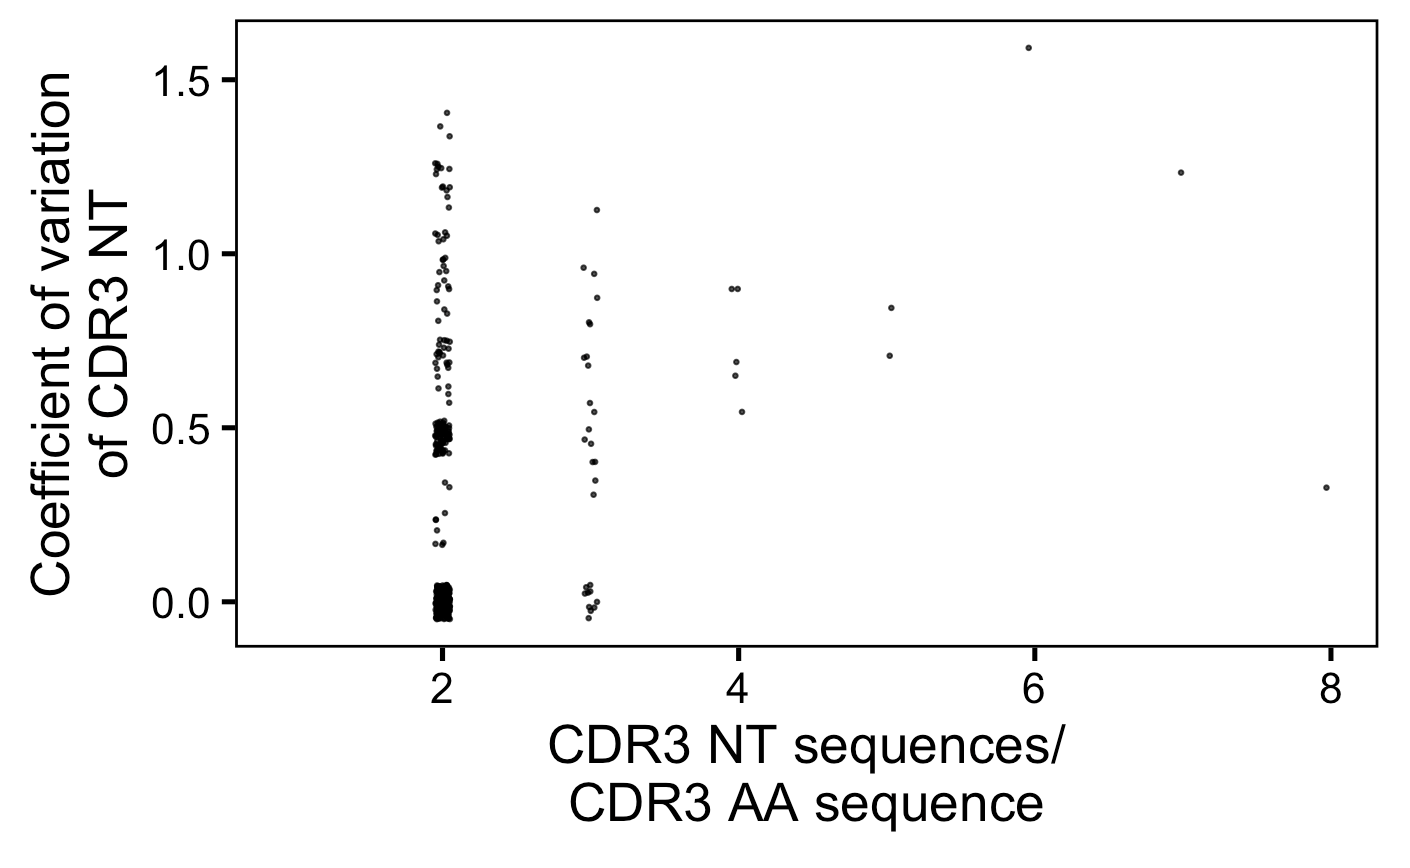 Coefficient of variation
of CDR3 NT
1.5
1.0
0.5
0.0
2 4 6 8
CDR3 NT sequences/
CDR3 AA sequence